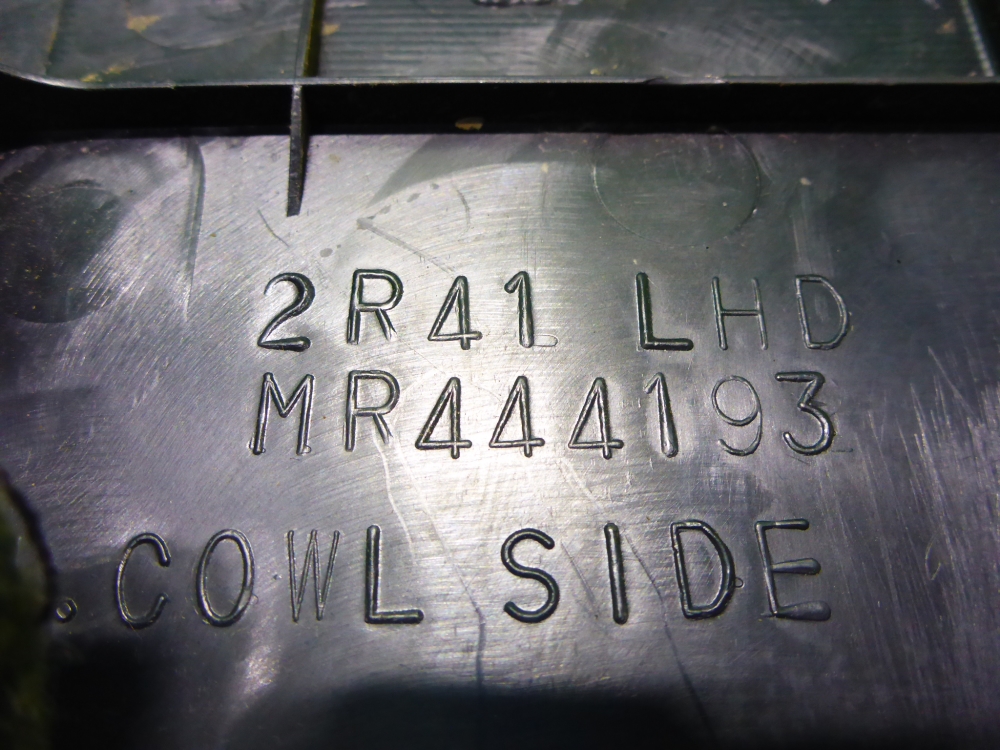 2R41 LHD
MR444193
.COWL SIDE